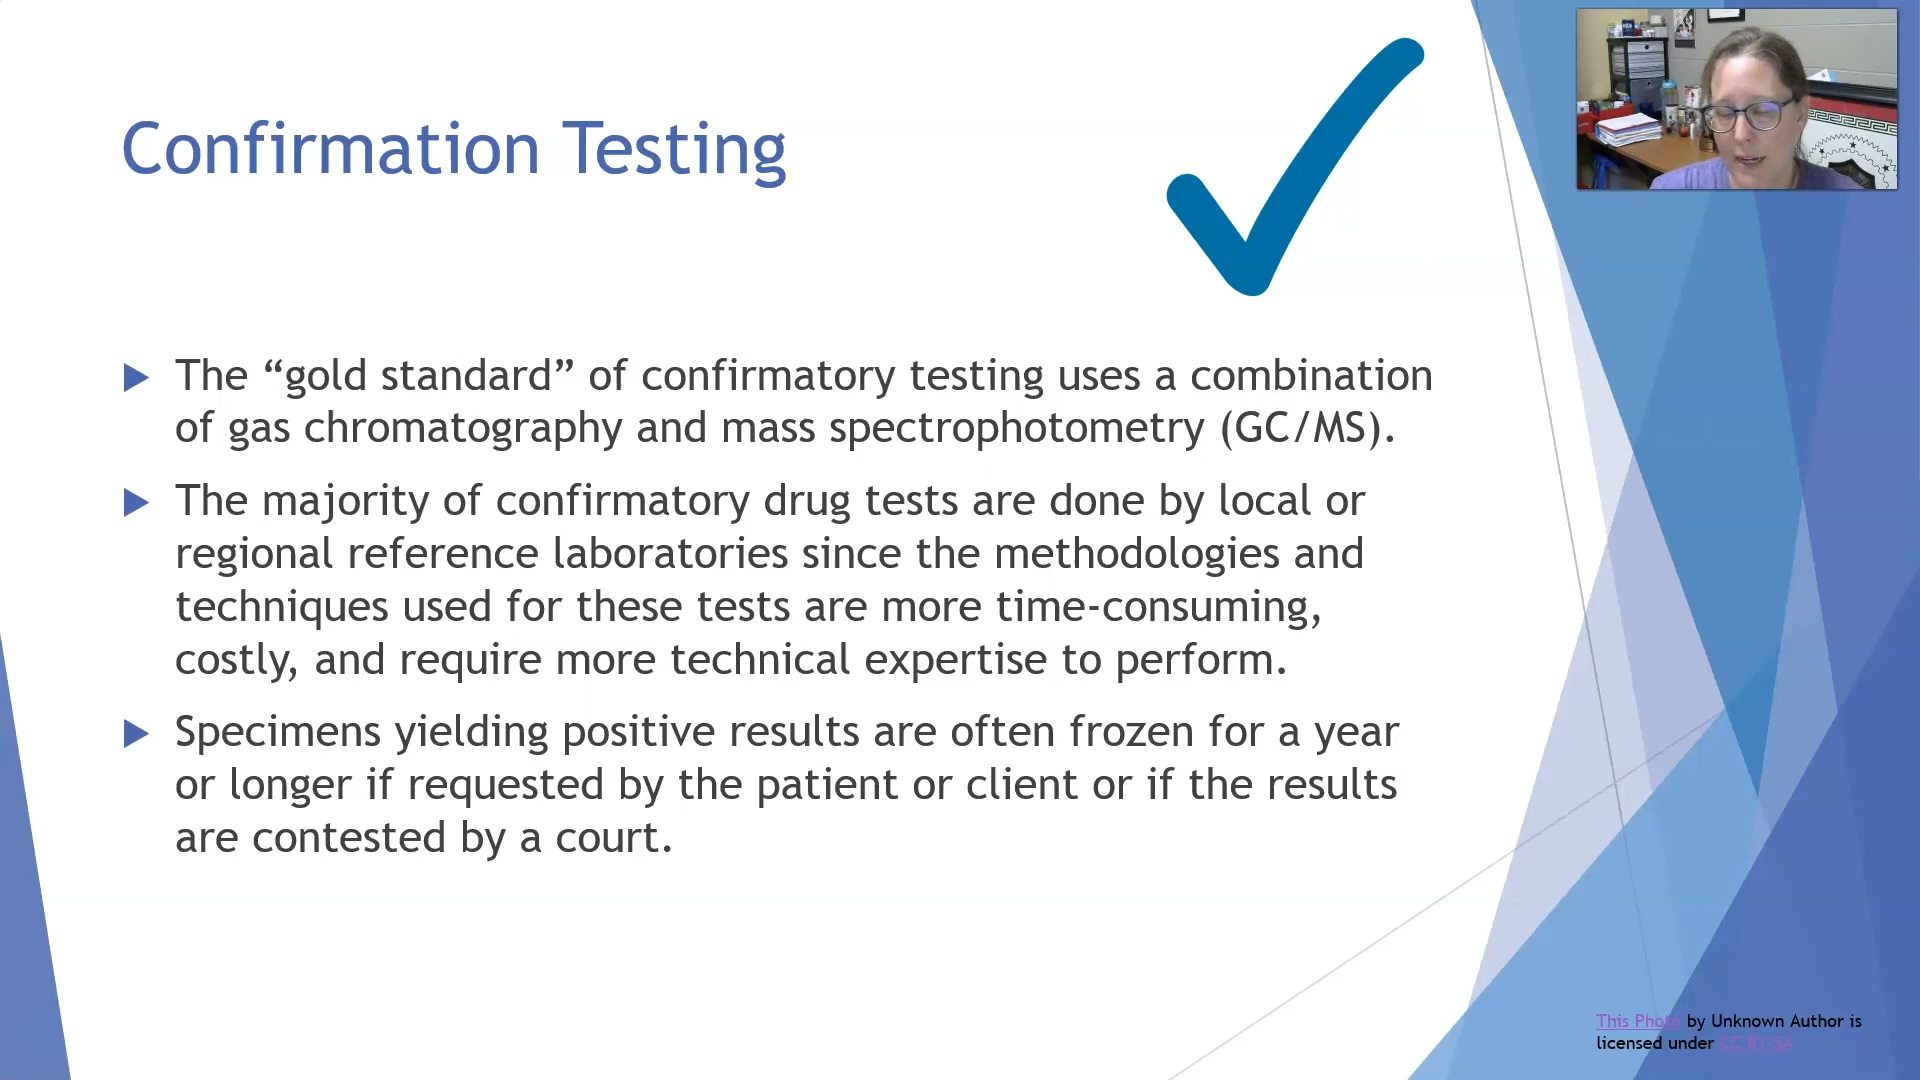 Confirmation Testing
The “gold standard” of confirmatory testing uses a combination
of gas chromatography and mass spectrophotometry (GC/MS).
The majority of confirmatory drug tests are done by local or
regional reference laboratories since the methodologies and
techniques used for these tests are more time-consuming,
costly, and require more technical expertise to perform.
Specimens yielding positive results are often frozen for a year
or longer if requested by the patient or client or if the results
are contested by a court.
This Photo by Unknown Author is
licensed under CC BY-SA